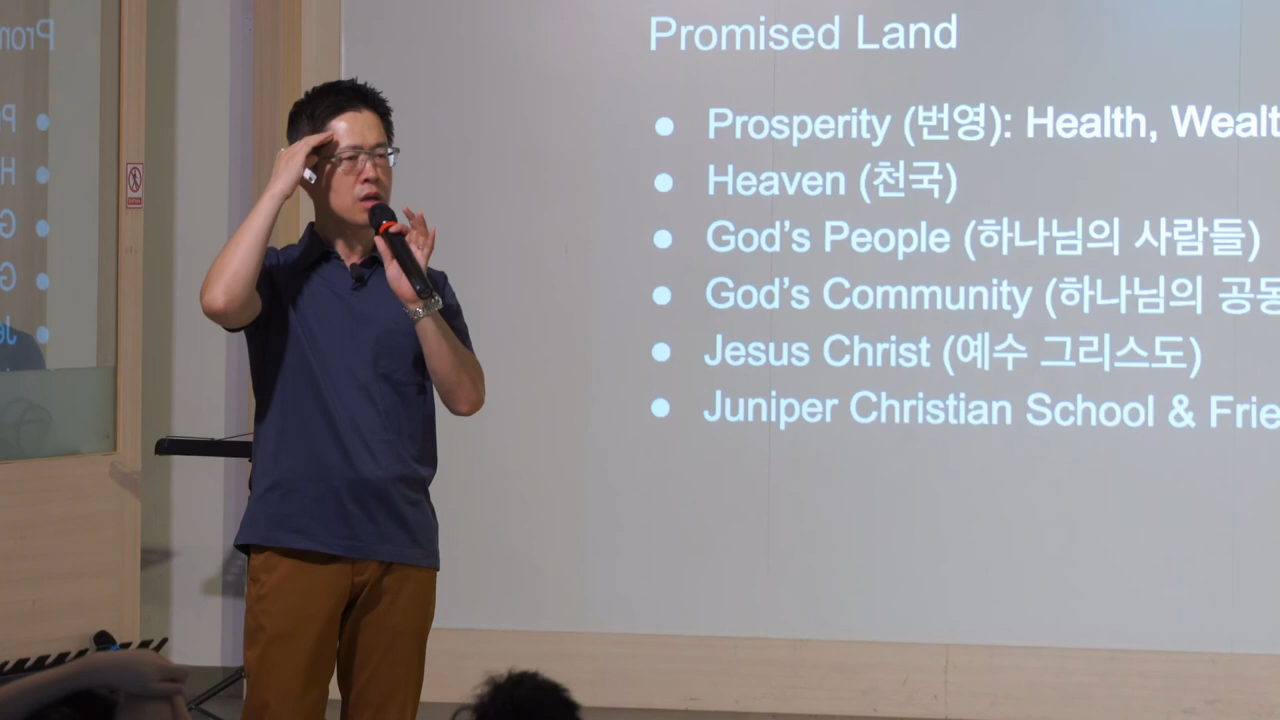 Promised Land
● Prosperity (번영): Health, Wealt
● Heaven (천국)
● God's People (하나님의 사람들)
● God's Community (하나님의 공동
● Jesus Christ (예수 그리스도)
● Juniper Christian School & Frie